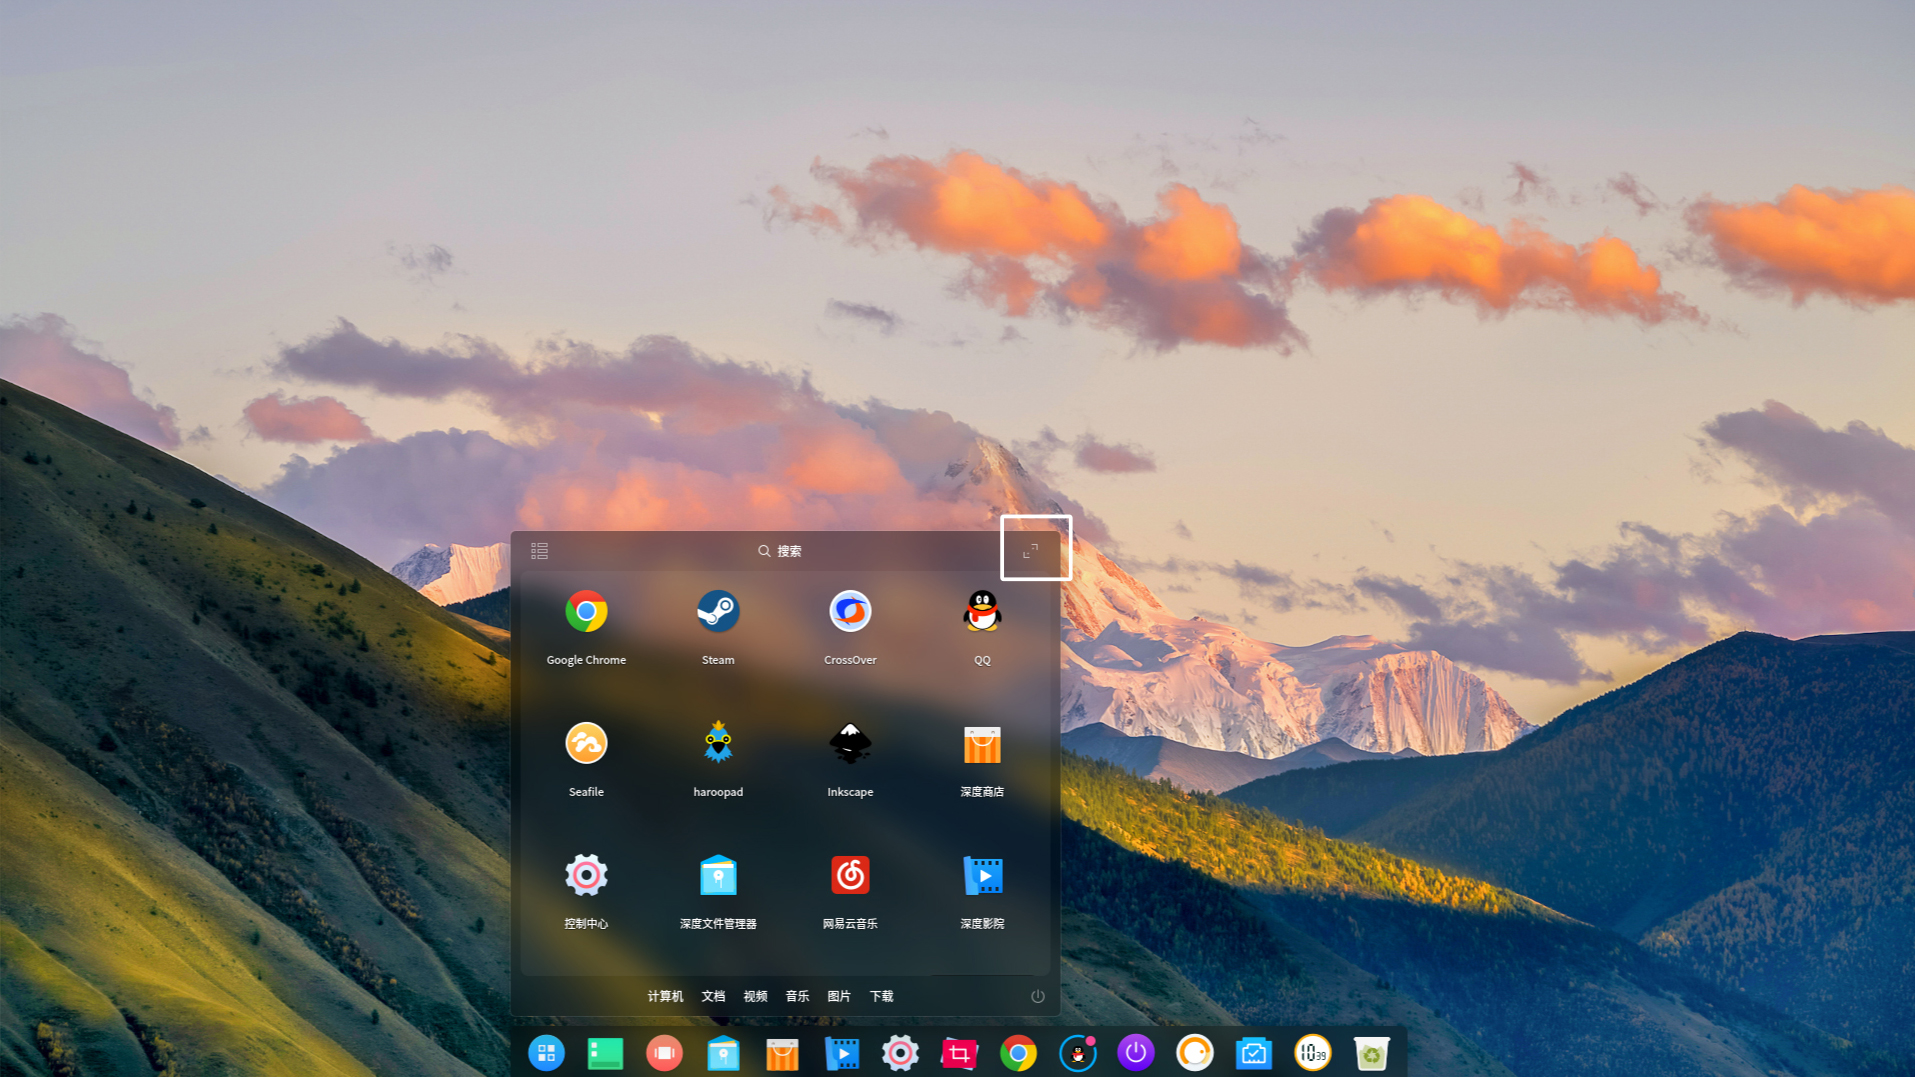 搜索
Google Chrome
Steam
CrossOver
QQ
Seafile
haroopad
Inkscape
深度商店
控制中心
深度文件管理器
网易云音乐
深度影院
计算机 文档 视频 音乐 图片 下载
10 39